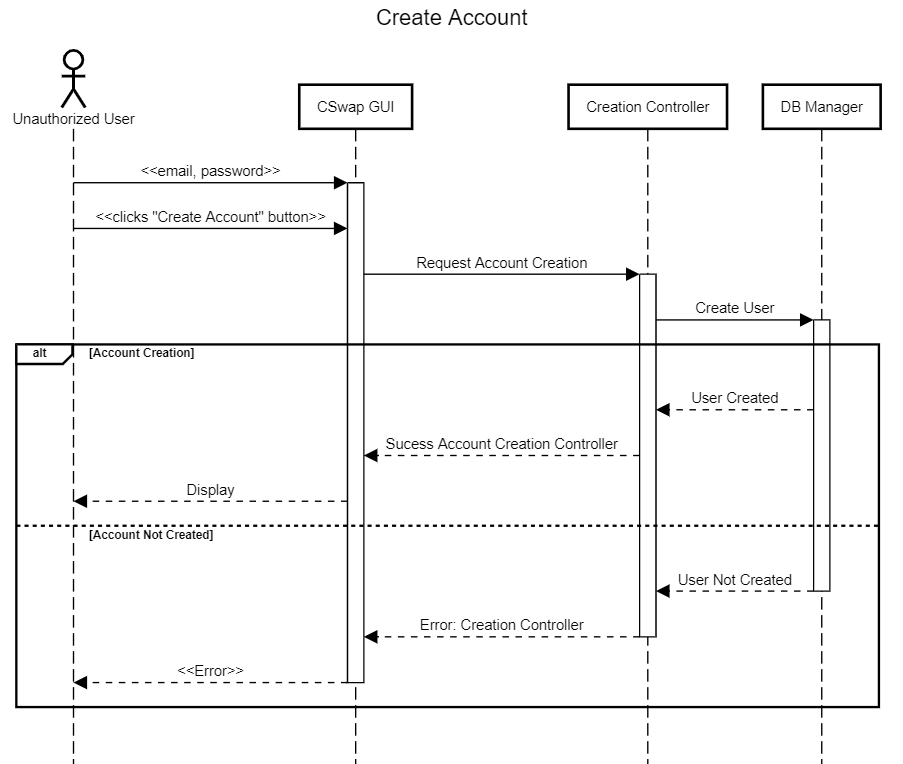 Create Account
Unauthorized User
CSwap GUI
Creation Controller
DB Manager
<<email, password>>
<<clicks "Create Account" button>>
Request Account Creation
Create User
alt
[Account Creation]
User Created
Sucess Account Creation Controller
Display
[Account Not Created]
User Not Created
Error: Creation Controller
<<Error>>